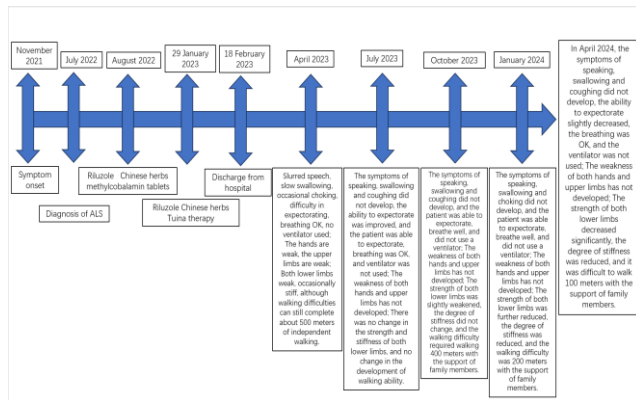 November
2021
Symptom
onset
July 2022
Diagnosis of ALS
August 2022
Riluzole Chinese herbs
methylcobalamin tablets
29 January
2023
Riluzole Chinese herbs
Tuina therapy
18 February
2023
Discharge from
hospital
April 2023
Slurred speech,
slow swallowing,
occasional choking,
difficulty in
expectorating,
breathing OK, no
ventilator used;
The hands are
weak, the upper
limbs are weak;
Both lower limbs
weak, occasionally
stiff, although
walking difficulties
can still complete
about 500 meters
of independent
walking.
July 2023
The symptoms of
speaking, swallowing
and coughing did not
develop, the ability to
expectorate was improved,
and the patient was able to
expectorate, breathing was
OK, and ventilator was not
used; The weakness of
both hands and upper
limbs has not developed;
There was no change in
the strength and stiffness
of both lower limbs, and no
change in the development
of walking ability.
October 2023
The symptoms of
speaking, swallowing
and coughing did not
develop, and the
patient was able to
expectorate, breathe
well, and did not use
a ventilator; The
weakness of both
hands and upper
limbs has not
developed; The
strength of both
lower limbs was
slightly weakened,
the degree of
stiffness did not
change, and the
walking difficulty
required walking
400 meters with
the support of
family members.
January 2024
The symptoms of
speaking,
swallowing and
choking did not
develop, and the
patient was able to
expectorate,
breathe well, and
did not use a
ventilator; The
weakness of both
hands and upper
limbs has not
developed; The
strength of both
lower limbs was
further reduced,
the degree of
stiffness was
reduced, and the
walking difficulty
was 200 meters
with the support
of family
members.
In April 2024, the
symptoms of
speaking,
swallowing and
coughing did not
develop, the ability
to expectorate
slightly decreased,
the breathing was
OK, and the
ventilator was not
used; The weakness
of both hands and
upper limbs has not
developed; The
strength of both
lower limbs
decreased
significantly, the
degree of stiffness
was reduced, and it
was difficult to walk
100 meters with the
support of family
members.